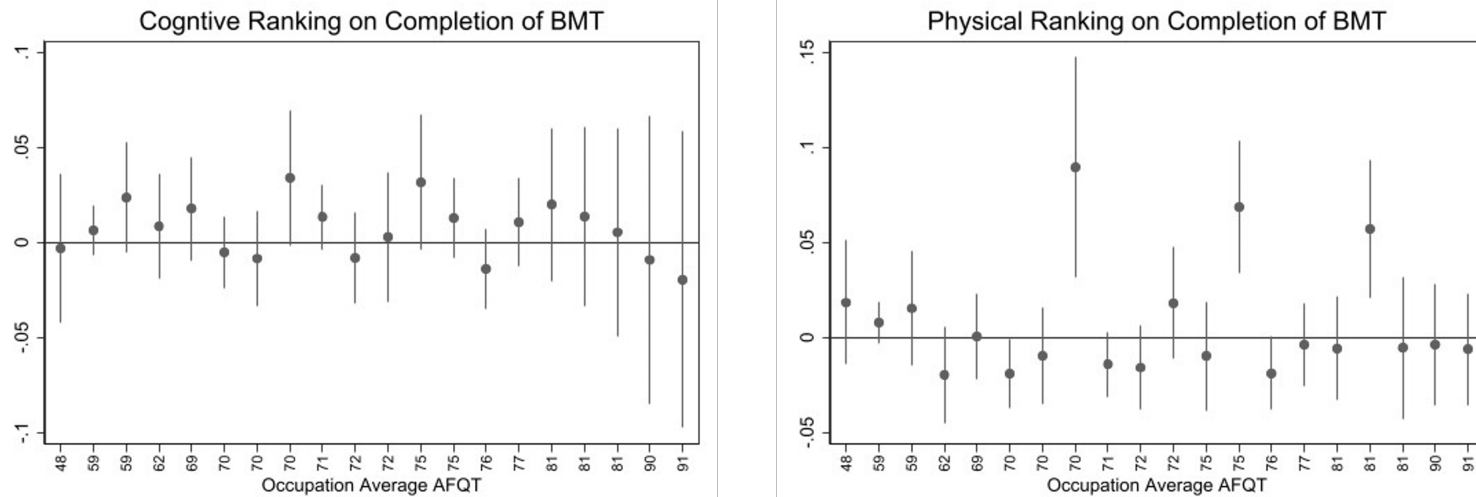 Cogntive Ranking on Completion of BMT
.1
.05
0
-.05
-.1
48 59 59 62 69 70 70 70 71 72 72 75 75 76 77 81 81 81 90 91
Occupation Average AFQT
Physical Ranking on Completion of BMT
.15
.1
.05
0
-.05
48 59 59 62 69 70 70 70 71 72 72 75 75 76 77 81 81 81 90 91
Occupation Average AFQT